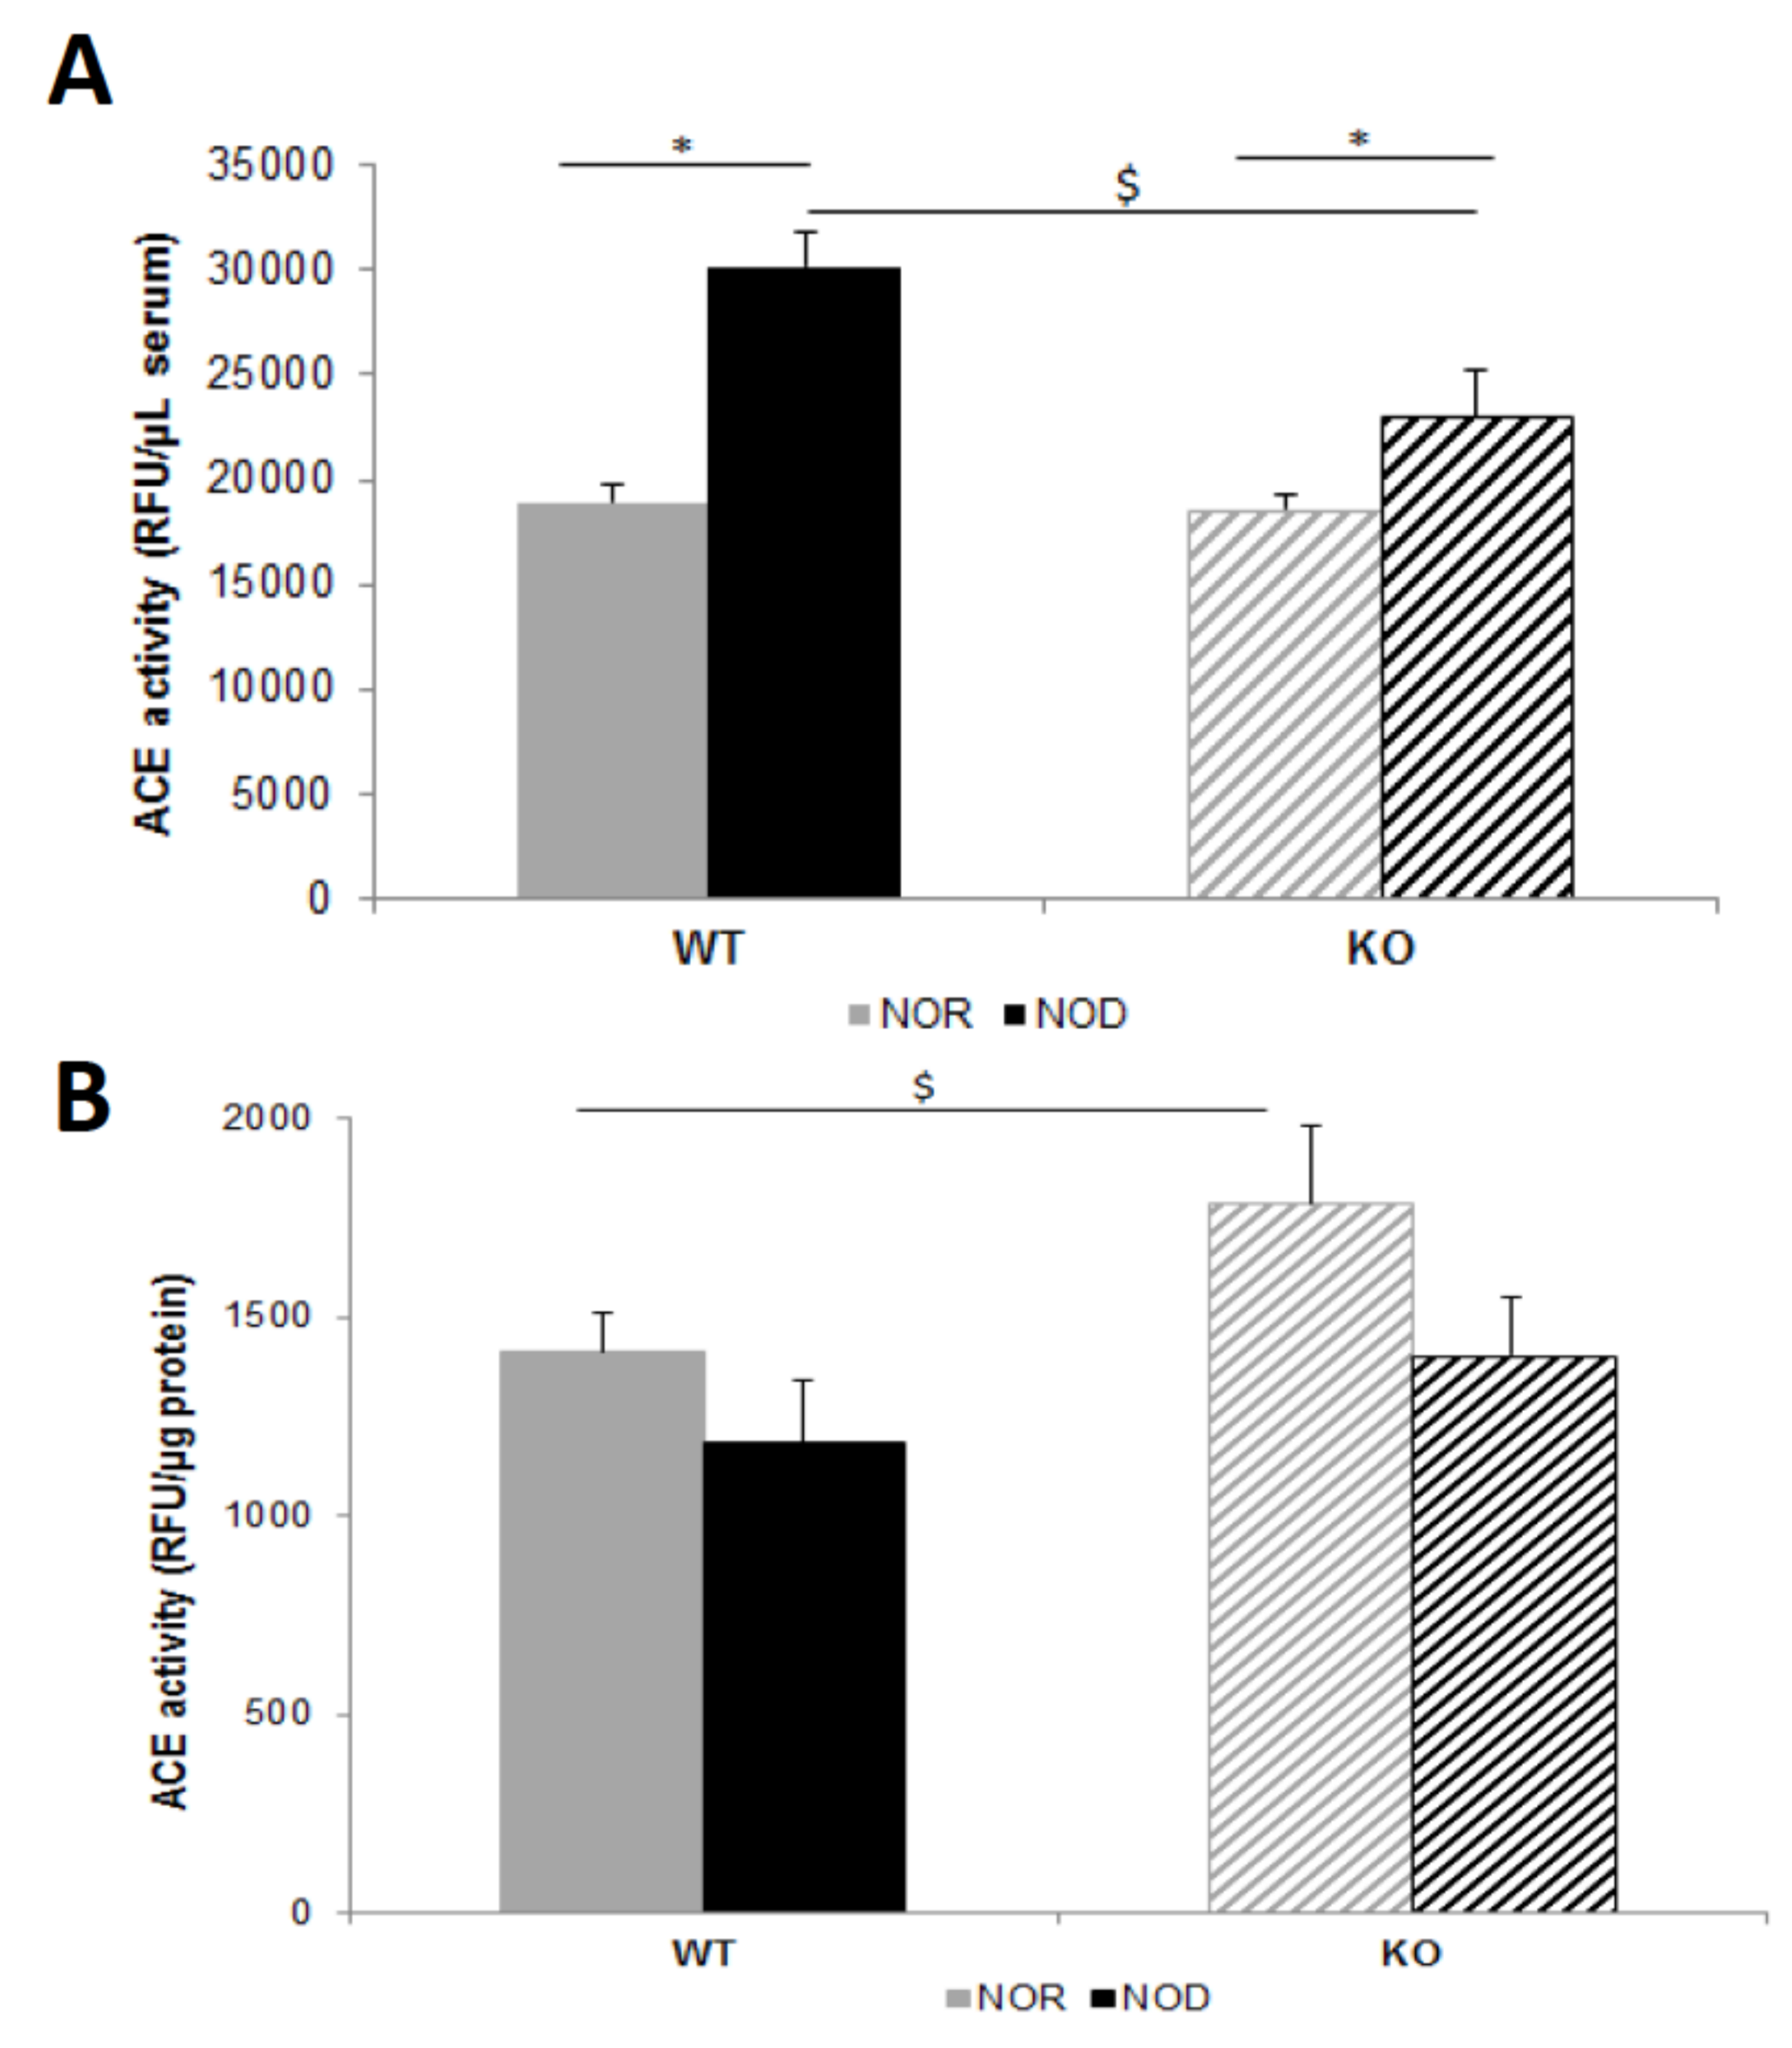 A
* *
35000
$
30000
25000
20000
15000
10000
5000
0
ACE activity (RFU/µL serum)
WT KO
NOR NOD
B
$
2000
1500
1000
500
0
ACE activity (RFU/µg protein)
WT KO
NOR NOD